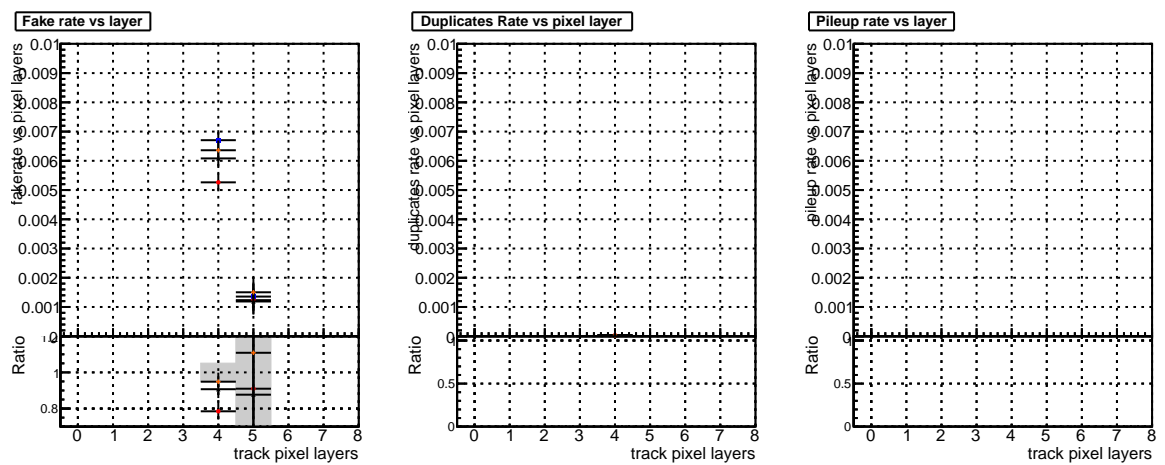 Fake rate vs layer
Duplicates Rate vs pixel layer
Pileup rate vs layer
fakerate vs pixel layers
0.01
0.009
0.008
0.007
0.006
0.005
0.004
0.003
0.002
0.001
0
Ratio
1
0.8
0 1 2 3 4 5 6 7 8
track pixel layers
duplicates rate vs pixel layers
0.01
0.009
0.008
0.007
0.006
0.005
0.004
0.003
0.002
0.001
0
Ratio
1
0.5
0
0 1 2 3 4 5 6 7 8
track pixel layers
pileup rate vs pixel layers
0.01
0.009
0.008
0.007
0.006
0.005
0.004
0.003
0.002
0.001
0
Ratio
1
0.5
0
0 1 2 3 4 5 6 7 8
track pixel layers